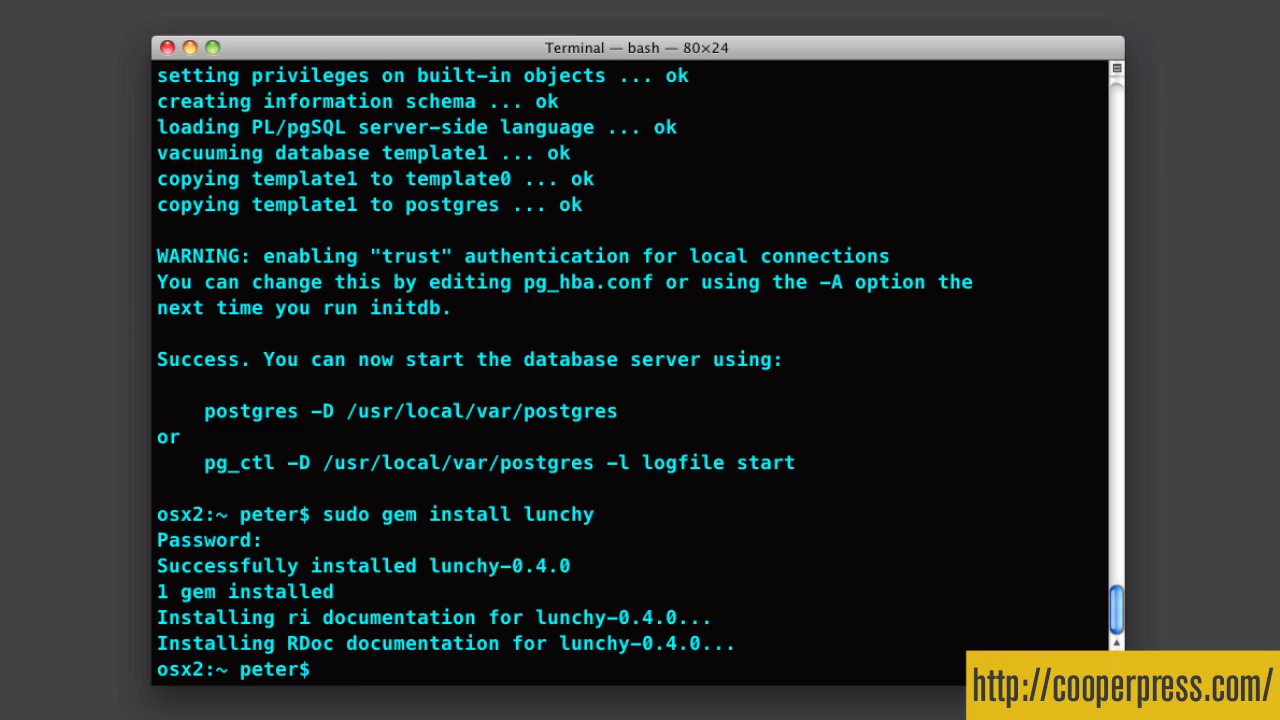 Terminal — bash — 80×24
setting privileges on built-in objects ... ok
creating information schema ... ok
loading PL/pgSQL server-side language ... ok
vacuuming database template1 ... ok
copying template1 to template0 ... ok
copying template1 to postgres ... ok
WARNING: enabling "trust" authentication for local connections
You can change this by editing pg_hba.conf or using the -A option the
next time you run initdb.
Success. You can now start the database server using:
postgres -D /usr/local/var/postgres
or
pg_ctl -D /usr/local/var/postgres -l logfile start
osx2:~ peter$ sudo gem install lunchy
Password:
Successfully installed lunchy-0.4.0
1 gem installed
Installing ri documentation for lunchy-0.4.0...
Installing RDoc documentation for lunchy-0.4.0...
osx2:~ peter$
http://cooperpress.com/